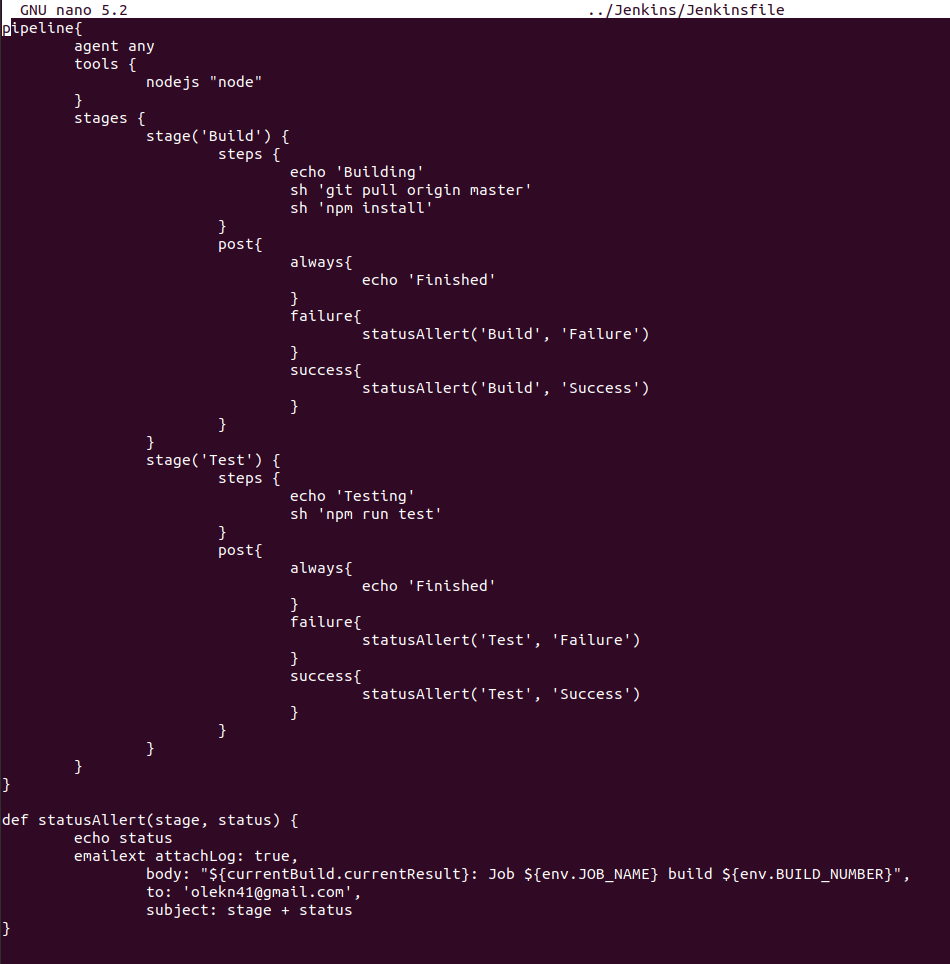 GNU nano 5.2 ../Jenkins/Jenkinsfile
pipeline{
        agent any
        tools {
                nodejs "node"
        }
        stages {
                stage('Build') {
                        steps {
                                echo 'Building'
                                sh 'git pull origin master'
                                sh 'npm install'
                        }
                        post{
                                always{
                                        echo 'Finished'
                                }
                                failure{
                                        statusAllert('Build', 'Failure')
                                }
                                success{
                                        statusAllert('Build', 'Success')
                                }
                        }
                }
                stage('Test') {
                        steps {
                                echo 'Testing'
                                sh 'npm run test'
                        }
                        post{
                                always{
                                        echo 'Finished'
                                }
                                failure{
                                        statusAllert('Test', 'Failure')
                                }
                                success{
                                        statusAllert('Test', 'Success')
                                }
                        }
                }
        }
}

def statusAllert(stage, status) {
        echo status
        emailext attachLog: true,
                body: "${currentBuild.currentResult}: Job ${env.JOB_NAME} build ${env.BUILD_NUMBER}",
                to: 'olekn41@gmail.com',
                subject: stage + status
}